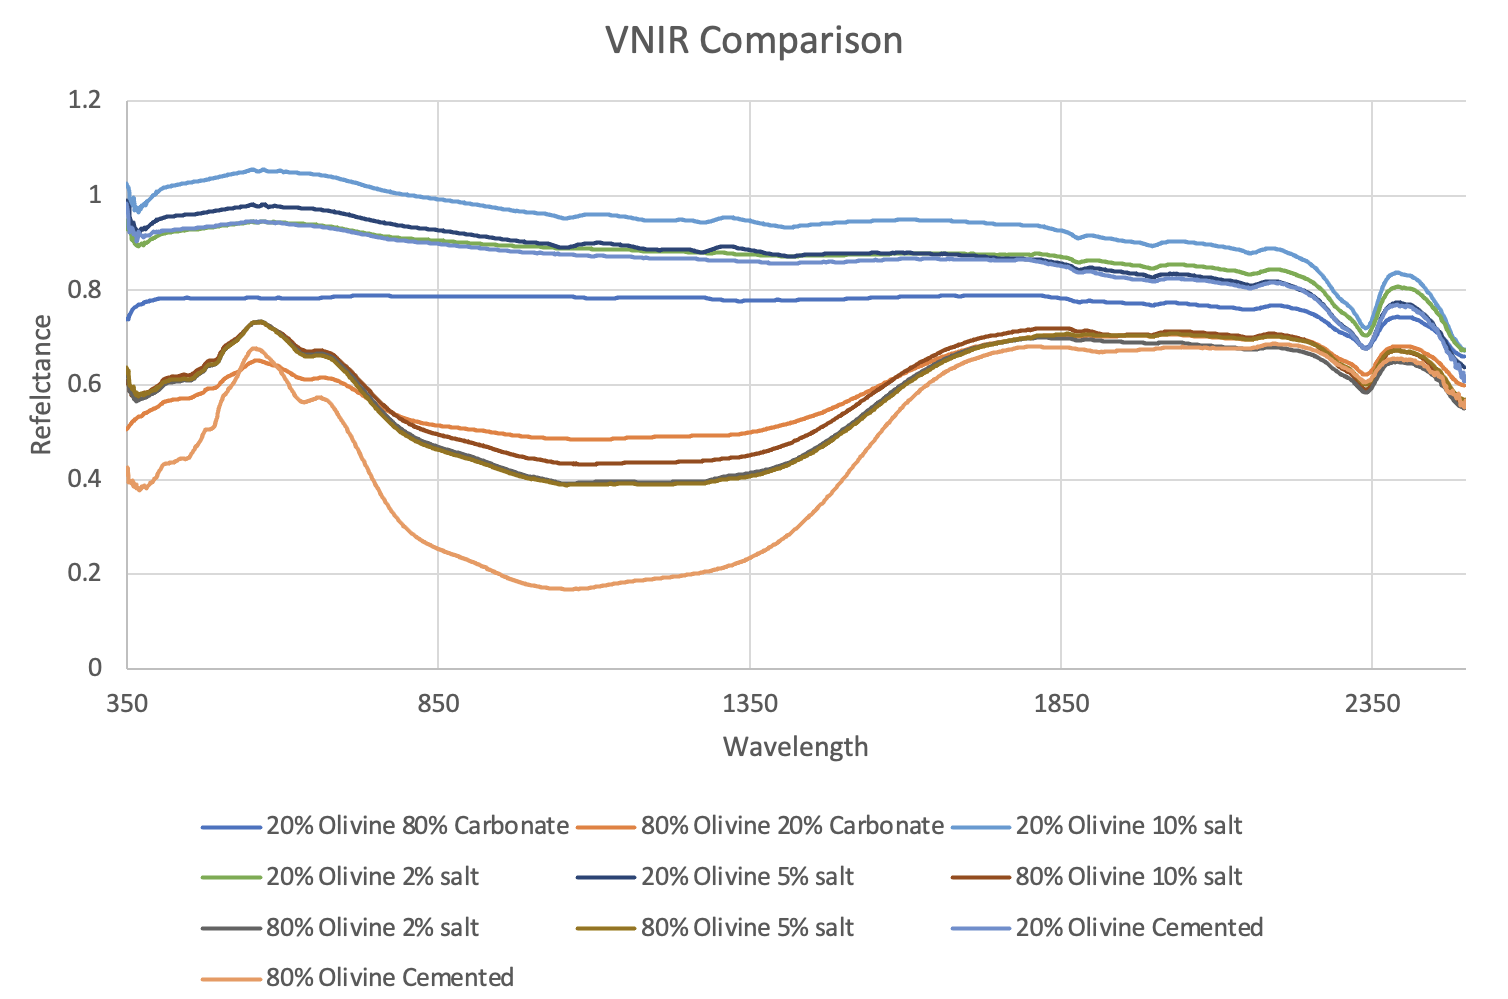 VNIR Comparison
1.2
1
0.8
0.6
0.4
0.2
0
Refelctance
350 850 1350 1850 2350
Wavelength
20% Olivine 80% Carbonate 80% Olivine 20% Carbonate 20% Olivine 10% salt
20% Olivine 2% salt 20% Olivine 5% salt 80% Olivine 10% salt
80% Olivine 2% salt 80% Olivine 5% salt 20% Olivine Cemented
80% Olivine Cemented